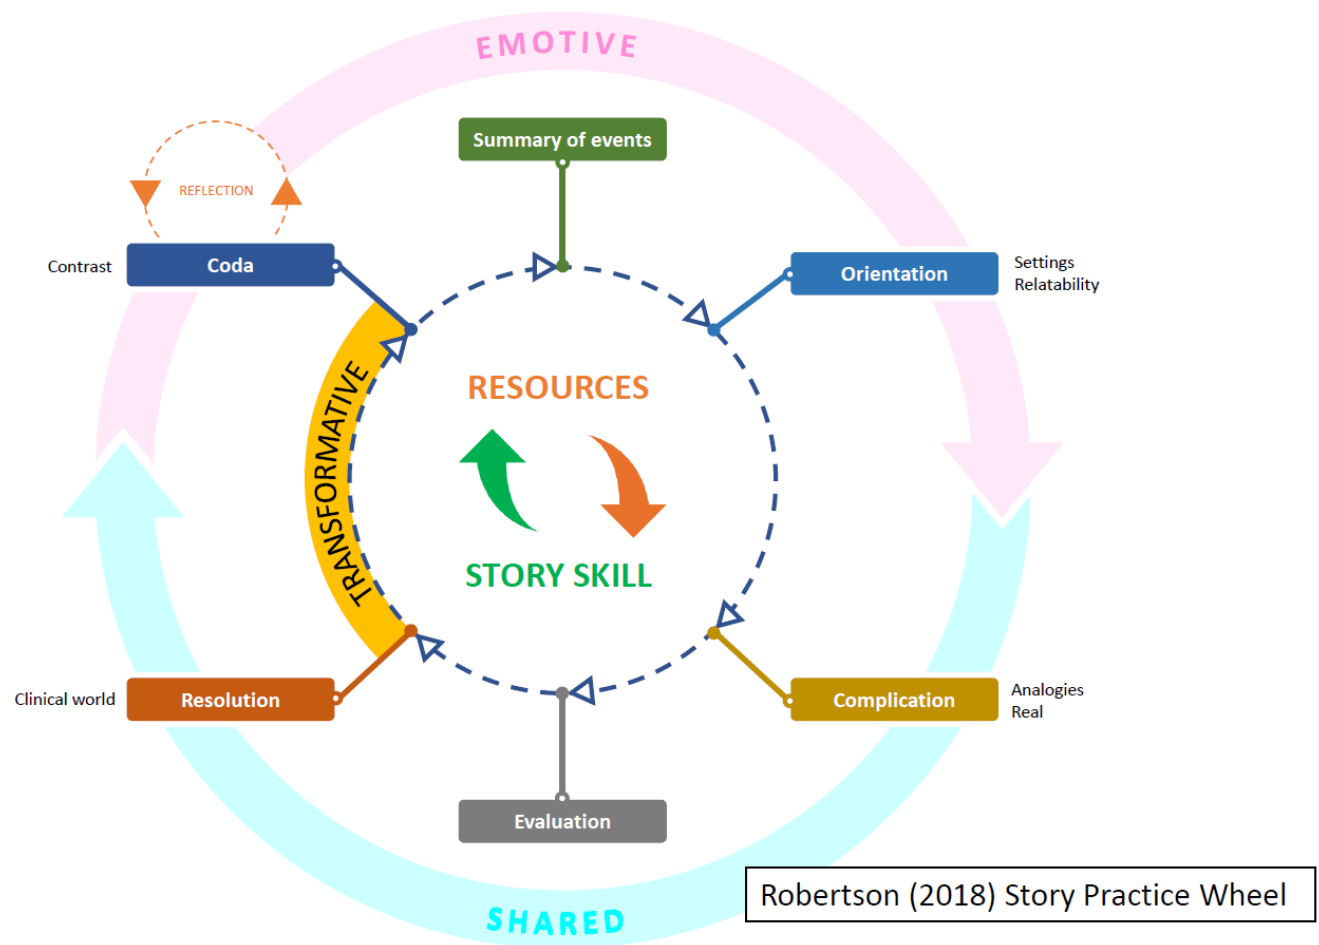 EMOTIVE
Summary of events
REFLECTION
Contrast
Coda
Orientation
Settings
Relatability
TRANSFORMATIVE
RESOURCES
STORY SKILL
Clinical world
Resolution
Complication
Analogies
Real
Evaluation
Robertson (2018) Story Practice Wheel
SHARED